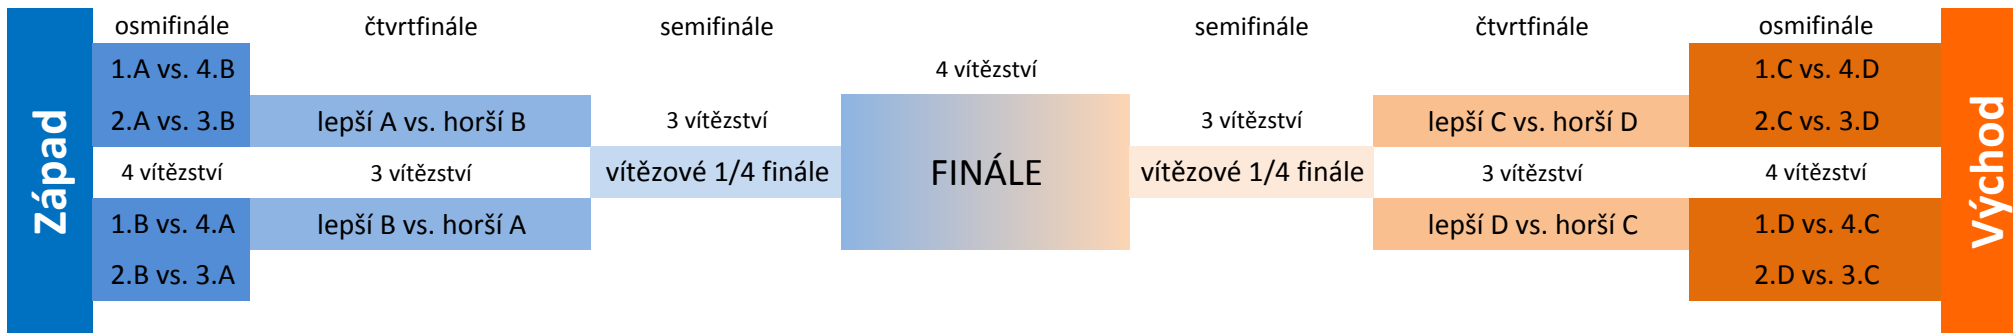 osmifinále čtvrtfinále semifinále semifinále čtvrtfinále osmifinále
1.A vs. 4.B 4 vítězství 1.C vs. 4.D
2.A vs. 3.B lepší A vs. horší B 3 vítězství 3 vítězství lepší C vs. horší D 2.C vs. 3.D
Západ 4 vítězství 3 vítězství vítězové 1/4 finále FINÁLE vítězové 1/4 finále 3 vítězství 4 vítězství Východ
1.B vs. 4.A lepší B vs. horší A lepší D vs. horší C 1.D vs. 4.C
2.B vs. 3.A 2.D vs. 3.C